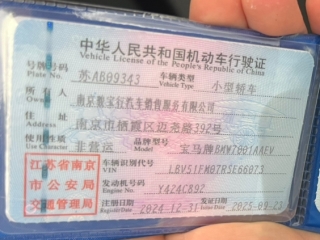 中华人民共和国机动车行驶证
Vehicle License of the People's Republic of China
号牌号码 苏AB09343 车辆类型 小型轿车
Plate No. Vehicle Type
所有人 南京 宝行汽车销售服务有限公司
Owner
住址 南京市栖霞区迈尧路392号
Address
使用性质 非营运 品牌型号 宝马牌BMW7001AAEV
Use Character Model
江苏省南京
市公安局
交通管理局
车辆识别代号 LBV51FM07RSE66073
VIN
发动机号码 Y424C892
Engine No.
注册日期 2024-12-31 发证日期 2025-09-23
Register Date Issue Date